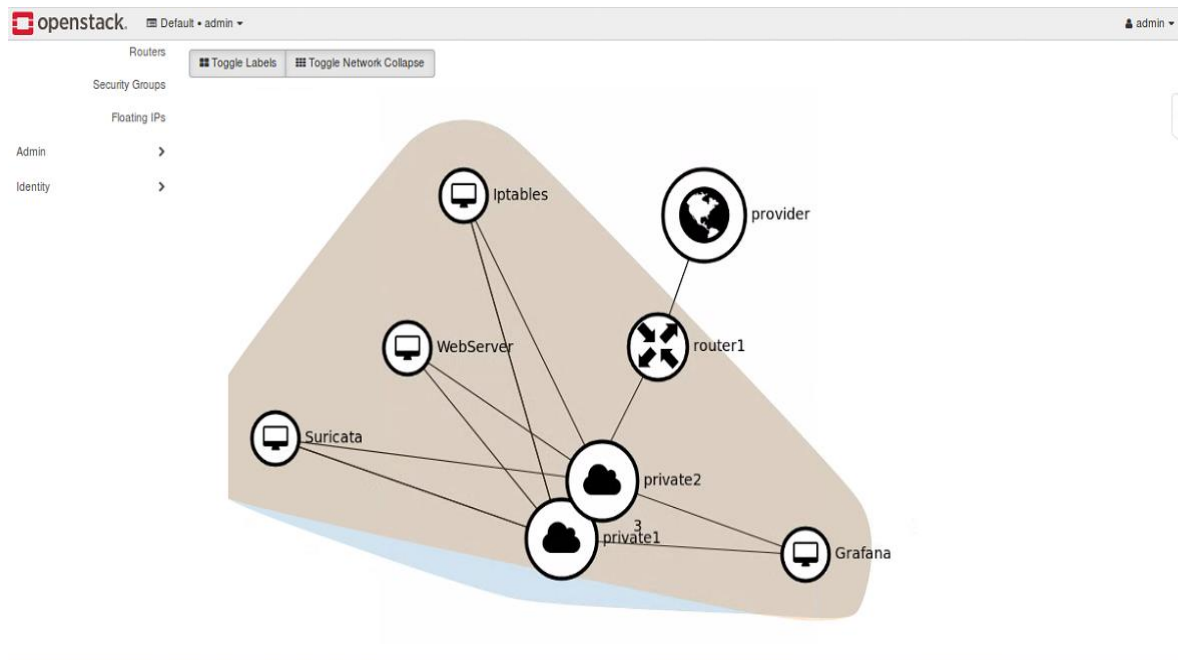 openstack. Default • admin admin
Routers
Toggle Labels Toggle Network Collapse
Security Groups
Floating IPs
Admin
Identity
Iptables
provider
WebServer
router1
Suricata
private2
3
private1
Grafana